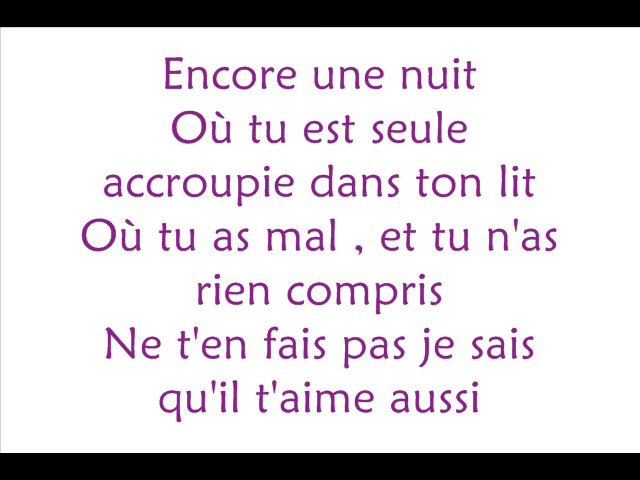 Encore une nuit
Où tu est seule
accroupie dans ton lit
Où tu as mal , et tu n'as
rien compris
Ne t'en fais pas je sais
qu'il t'aime aussi